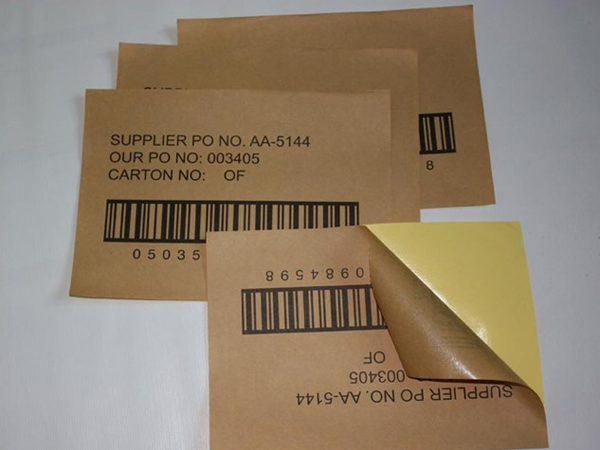 8
SUPPLIER PO NO. AA-5144
OUR PO NO: 003405
CARTON NO: OF
05035
SUPPLIER PO NO. AA-5144
003405
OF
0984598